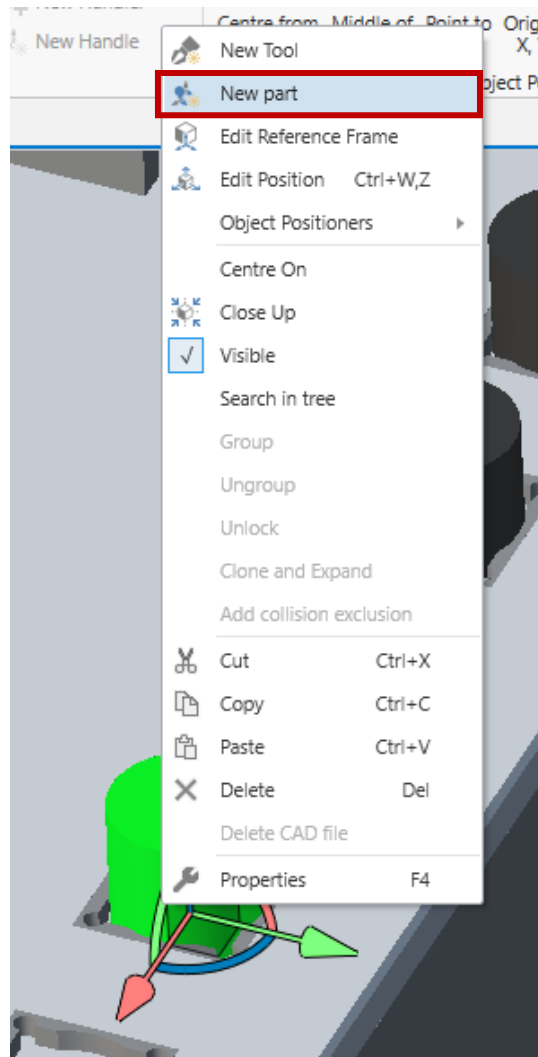 New Handle
Centre from Middle of Point to
X,
New Tool
New part
Edit Reference Frame
Edit Position Ctrl+W,Z
Object Positioners
Centre On
Close Up
Visible
Search in tree
Group
Ungroup
Unlock
Clone and Expand
Add collision exclusion
Cut Ctrl+X
Copy Ctrl+C
Paste Ctrl+V
Delete Del
Delete CAD file
Properties F4